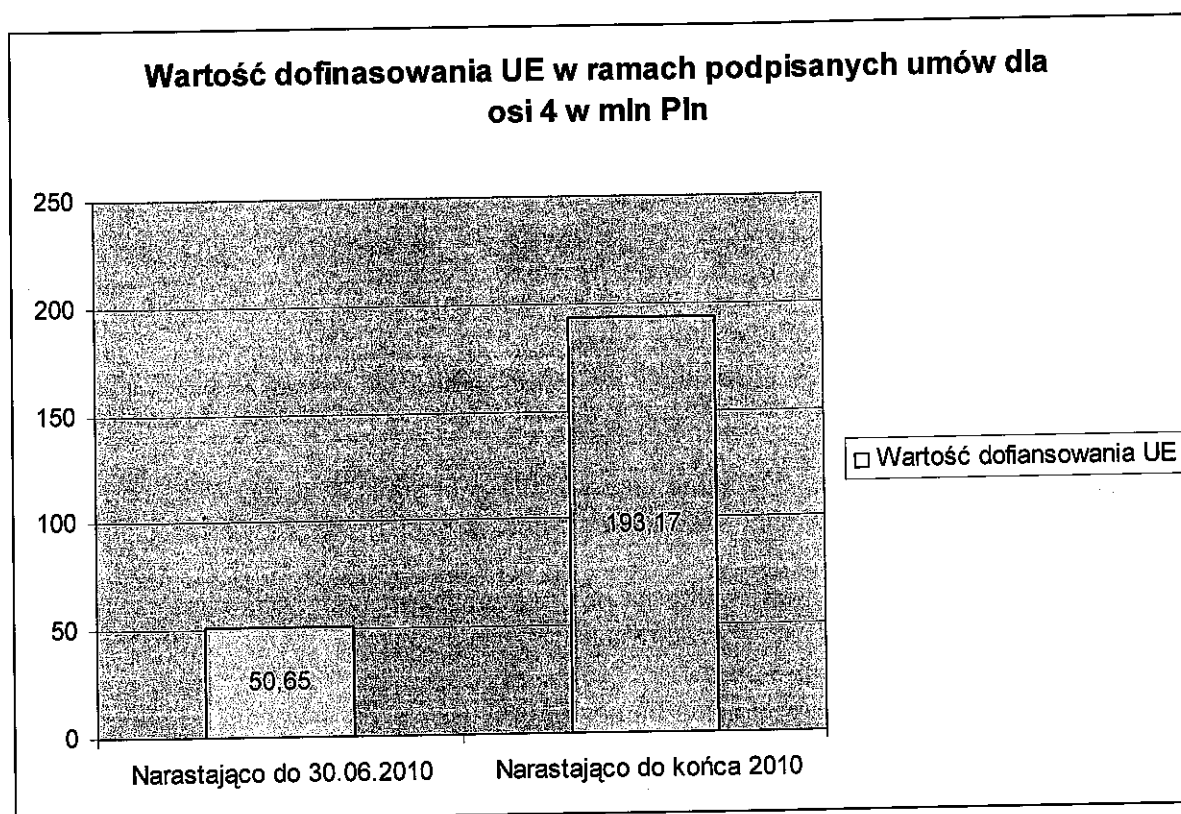 Wartość dofinasowania UE w ramach podpisanych umów dla
osi 4 w mln Pln
250
200
150
100
50
0
193,17
50,65
Wartość dofiansowania UE
Narastająco do 30.06.2010
Narastająco do końca 2010